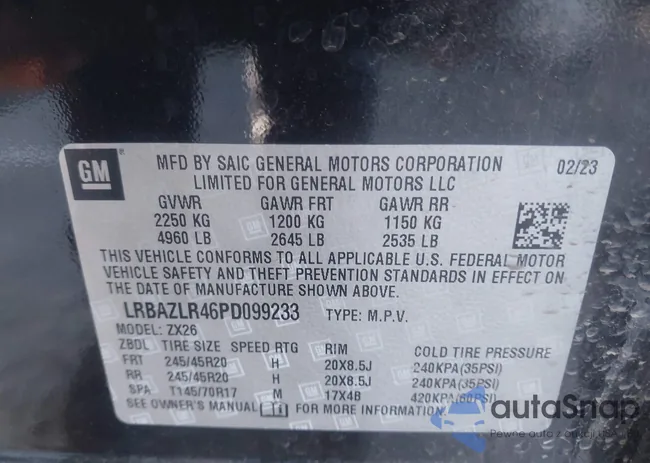 GM
MFD BY SAIC GENERAL MOTORS CORPORATION 02/23
LIMITED FOR GENERAL MOTORS LLC
GVWR GAWR FRT GAWR RR
2250 KG 1200 KG 1150 KG
4960 LB 2645 LB 2535 LB
THIS VEHICLE CONFORMS TO ALL APPLICABLE U.S. FEDERAL MOTOR
VEHICLE SAFETY AND THEFT PREVENTION STANDARDS IN EFFECT ON
THE DATE OF MANUFACTURE SHOWN ABOVE.
LRBAZLR46PD099233 TYPE: M.P.V.
MODEL: ZX26
ZBDL TIRE SIZE SPEED RTG RIM COLD TIRE PRESSURE
FRT 245/45R20 H 20X8.5J 240KPA(35PSI)
RR 245/45R20 H 20X8.5J 240KPA(35PSI)
SPA T145/70R17 M 17X4B 420KPA(60PSI)
SEE OWNER'S MANUAL i FOR MORE INFORMATION
autoSnap
Pewne auto z aukcji